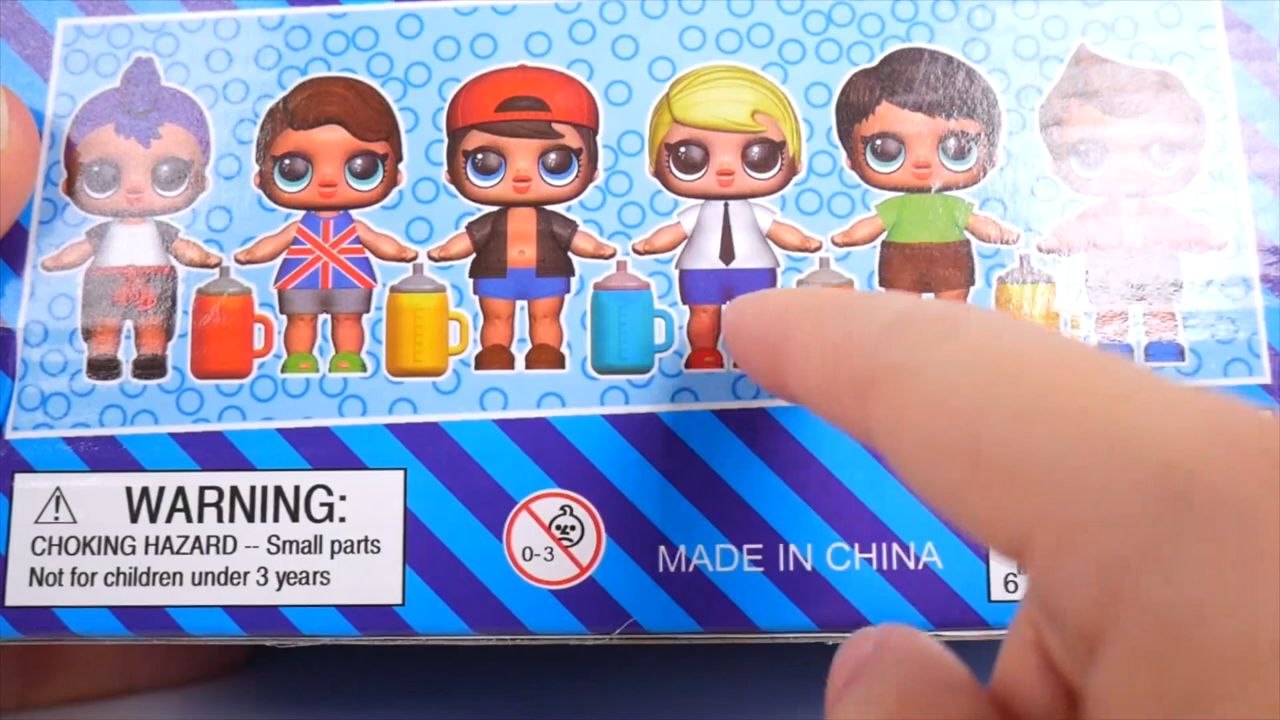 WARNING:
CHOKING HAZARD -- Small parts
Not for children under 3 years
0-3
MADE IN CHINA
6